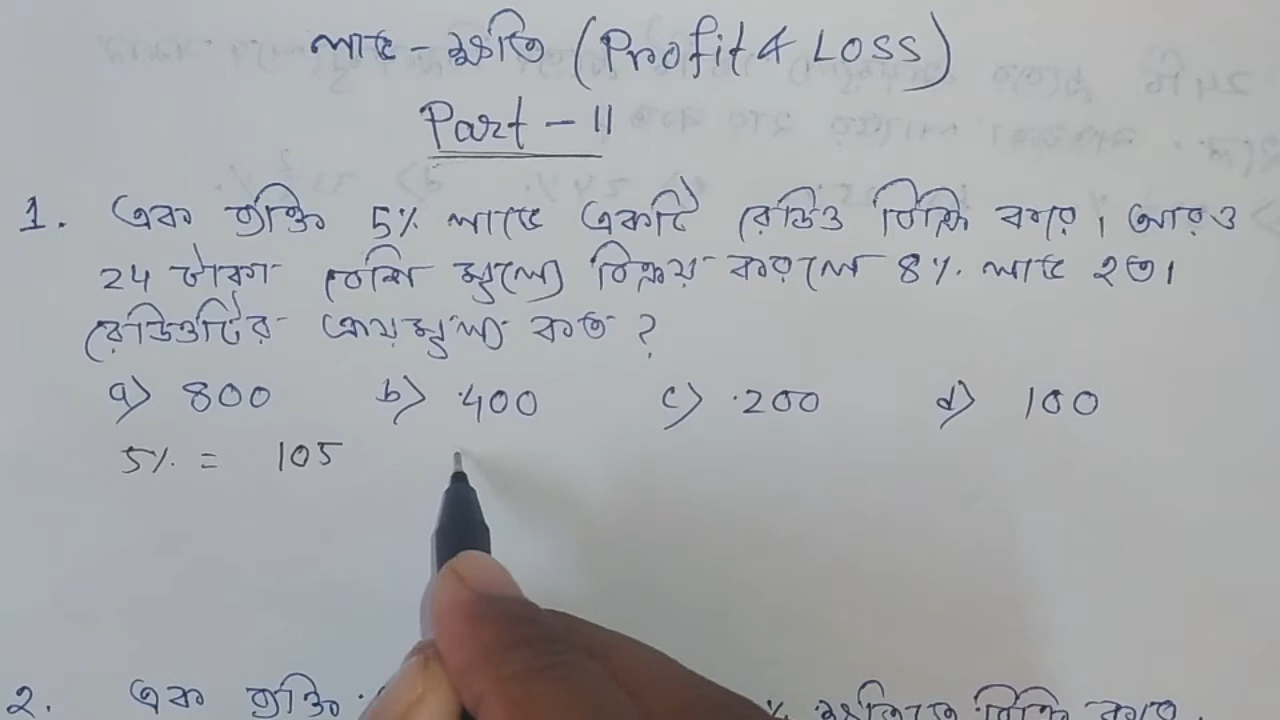 লাভ - ক্ষতি (Profit & LOSS)
Part - II
1. এক ব্যক্তি 5% লাভে একটি রেডিও বিক্রি করে। আরও
24 টাকা বেশি মূল্যে বিক্রয় করলে 8% লাভ হত।
রেডিওটির ক্রয়মূল্য কত ?
a) 800 b) 400 c) 200 d) 100
5% = 105
2. এক ব্যক্তি % ক্ষতিতে বিক্রি করে